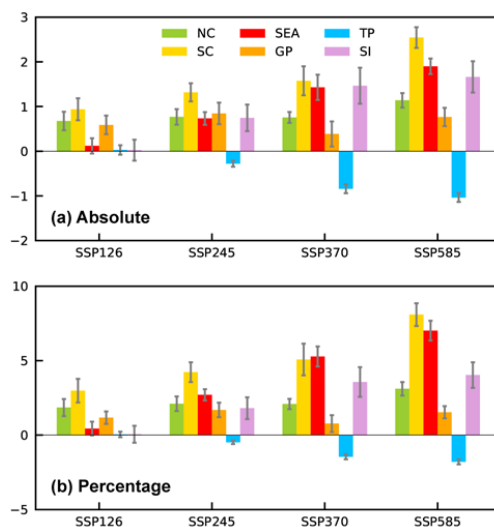 3
NC SEA TP
SC GP SI
2
1
0
−1
(a) Absolute
−2
SSP126 SSP245 SSP370 SSP585
10
5
0
(b) Percentage
−5
SSP126 SSP245 SSP370 SSP585